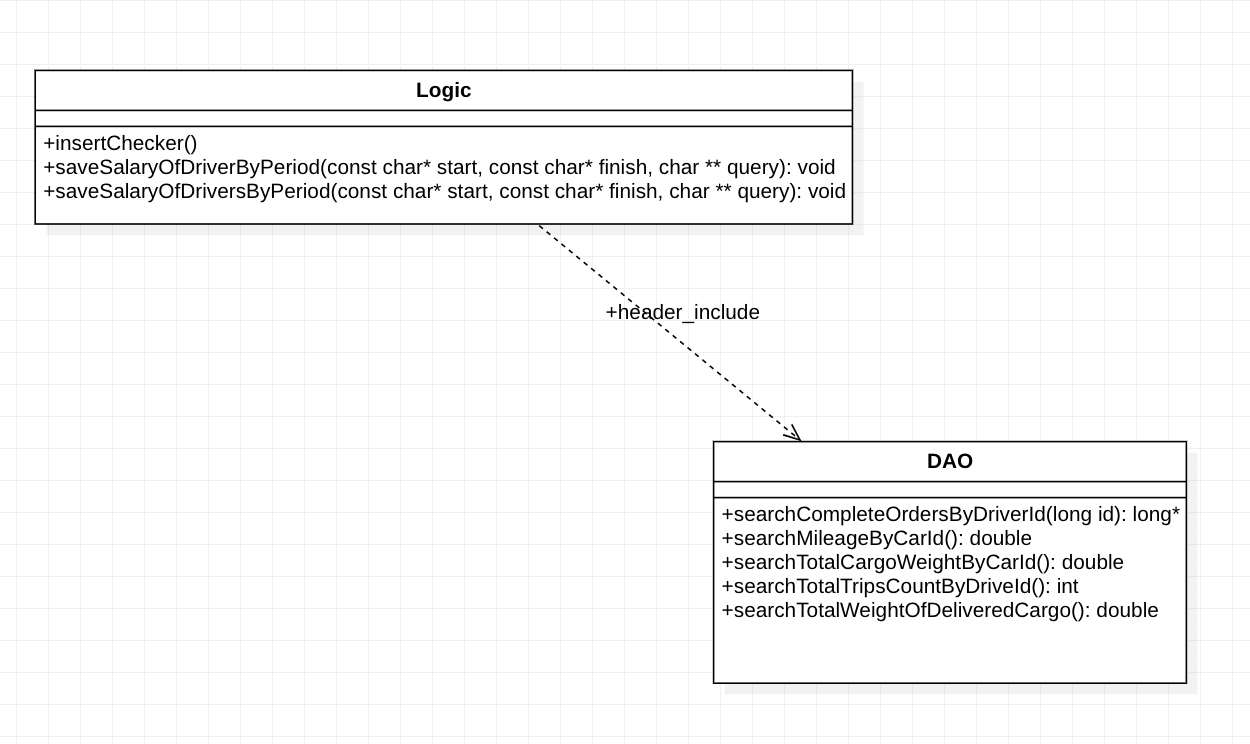 Logic
+insertChecker()
+saveSalaryOfDriverByPeriod(const char* start, const char* finish, char ** query): void
+saveSalaryOfDriversByPeriod(const char* start, const char* finish, char ** query): void
+header_include
DAO
+searchCompleteOrdersByDriverId(long id): long*
+searchMileageByCarId(): double
+searchTotalCargoWeightByCarId(): double
+searchTotalTripsCountByDriveId(): int
+searchTotalWeightOfDeliveredCargo(): double